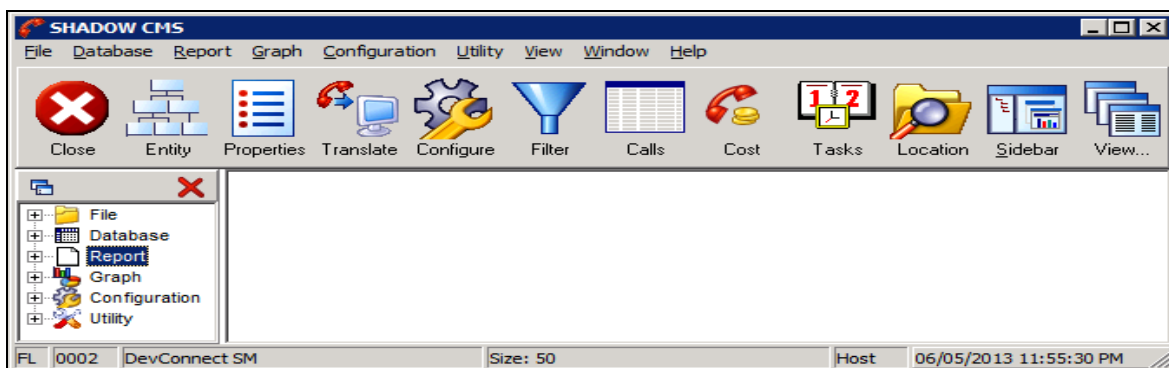 SHADOW CMS
File Database Report Graph Configuration Utility View Window Help
1 2
Close Entity Properties Translate Configure Filter Calls Cost Tasks Location Sidebar View...
File
Database
Report
Graph
Configuration
Utility
FL 0002 DevConnect SM Size: 50 Host 06/05/2013 11:55:30 PM